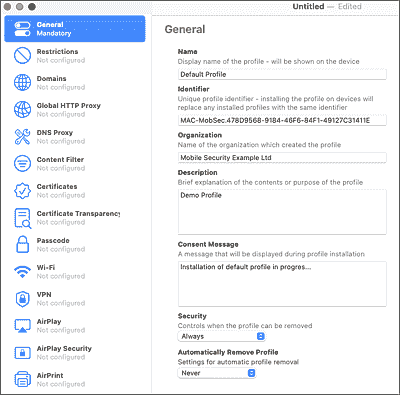 Untitled — Edited
General
Mandatory
Restrictions
Not configured
Domains
Not configured
Global HTTP Proxy
Not configured
DNS Proxy
Not configured
Content Filter
Not configured
Certificates
Not configured
Certificate Transparency
Not configured
Passcode
Not configured
Wi-Fi
Not configured
VPN
Not configured
AirPlay
Not configured
AirPlay Security
Not configured
AirPrint
Not configured
General
Name
Display name of the profile - will be shown on the device
Default Profile
Identifier
Unique profile identifier - installing the profile on devices will
replace any installed profiles with the same identifier
MAC-MobSec.478D9568-9184-46F6-84F1-49127C31411E
Organization
Name of the organization which created the profile
Mobile Security Example Ltd
Description
Brief explanation of the contents or purpose of the profile
Demo Profile
Consent Message
A message that will be displayed during profile installation
Installation of default profile in progres...
Security
Controls when the profile can be removed
Always
Automatically Remove Profile
Settings for automatic profile removal
Never